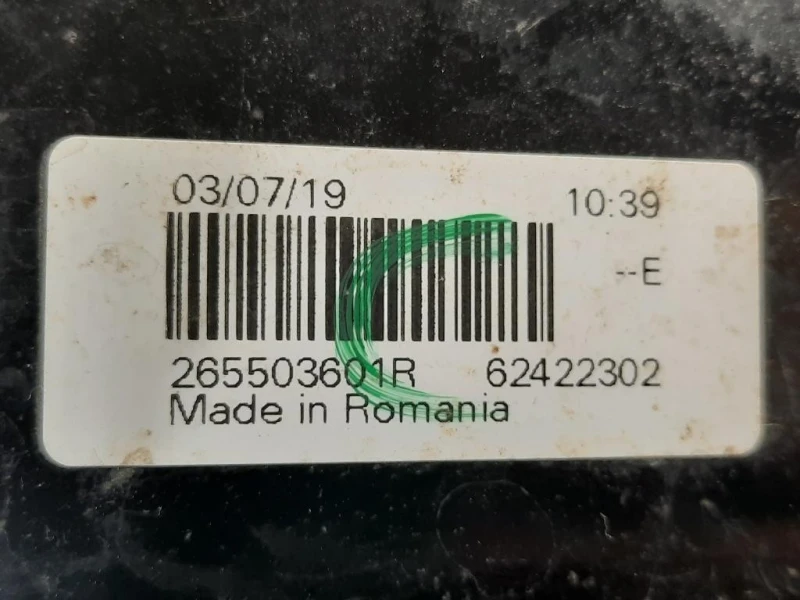 03/07/19 10:39
--E
265503601R 62422302
Made in Romania